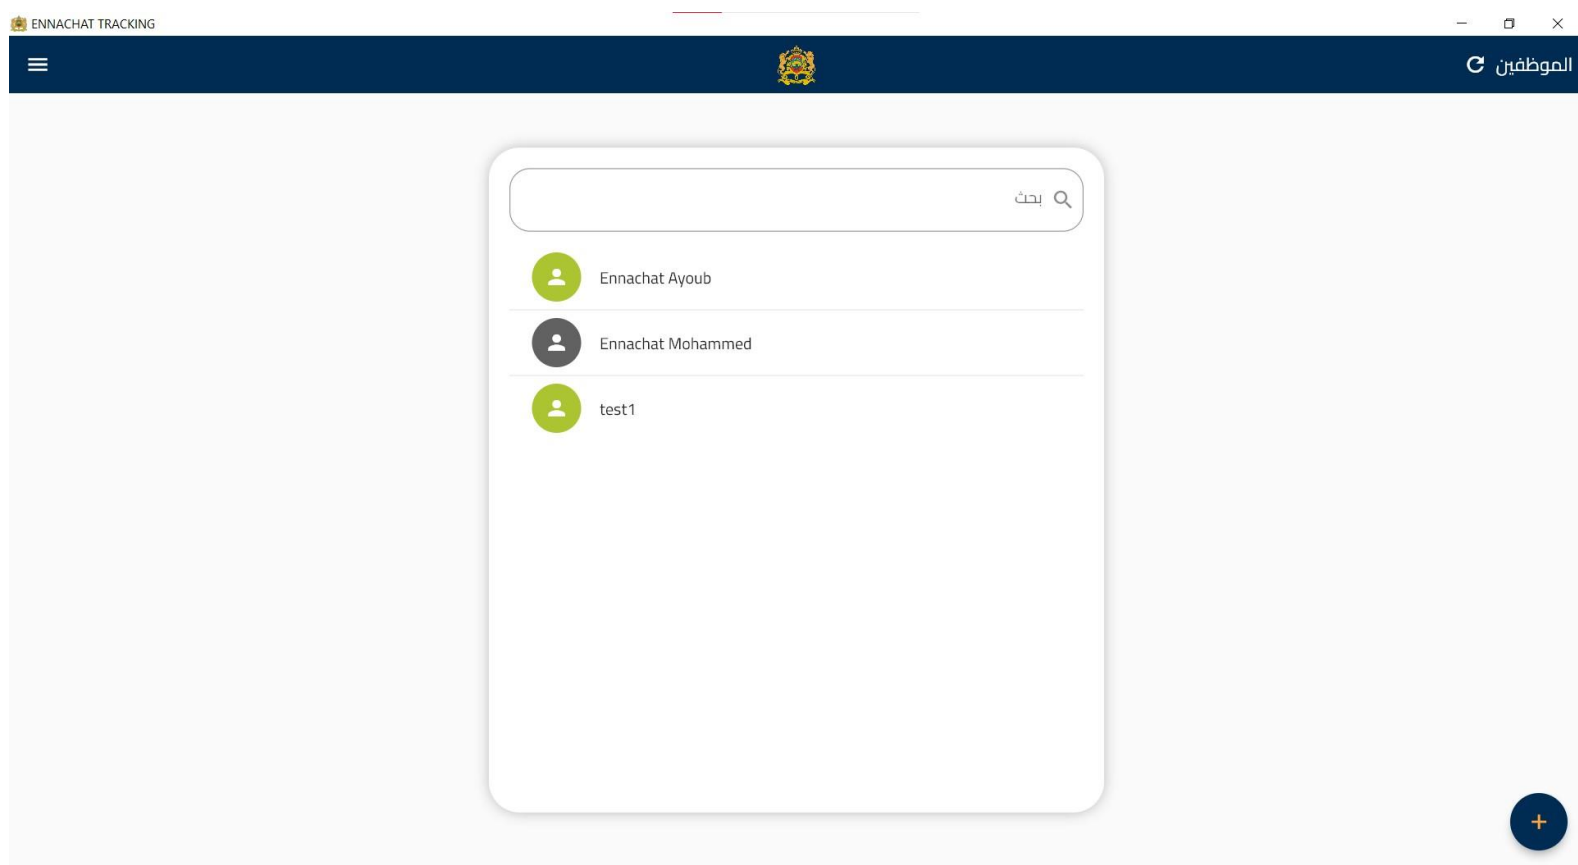 ENNACHAT TRACKING
الموظفين
بحث
Ennachat Ayoub
Ennachat Mohammed
test1